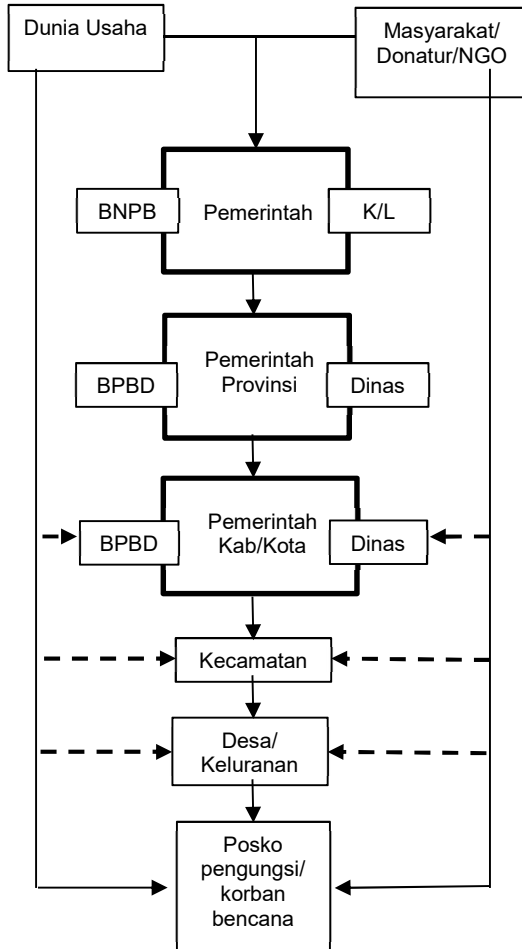 Dunia Usaha
Masyarakat/
Donatur/NGO
BNPB
Pemerintah
K/L
BPBD
Pemerintah
Provinsi
Dinas
BPBD
Pemerintah
Kab/Kota
Dinas
Kecamatan
Desa/
Keluranan
Posko
pengungsi/
korban
bencana